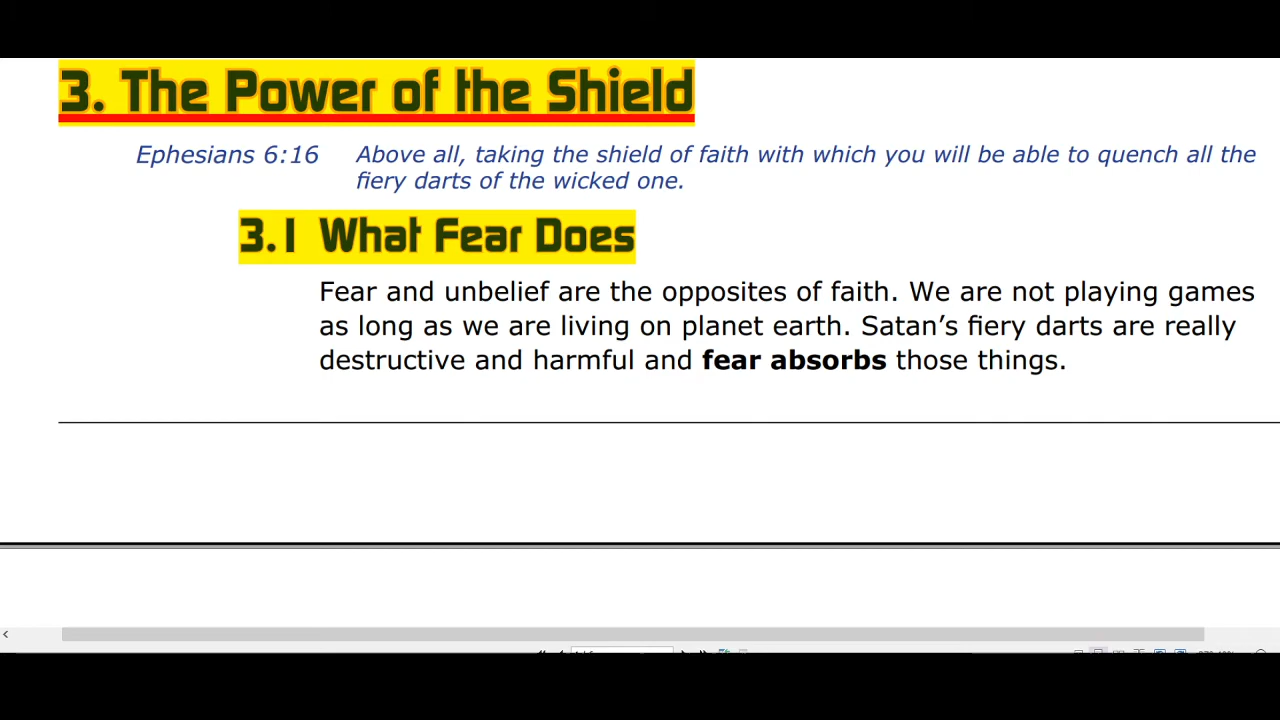 3. The Power of the Shield
Ephesians 6:16 Above all, taking the shield of faith with which you will be able to quench all the
fiery darts of the wicked one.
3.1 What Fear Does
Fear and unbelief are the opposites of faith. We are not playing games
as long as we are living on planet earth. Satan’s fiery darts are really
destructive and harmful and fear absorbs those things.